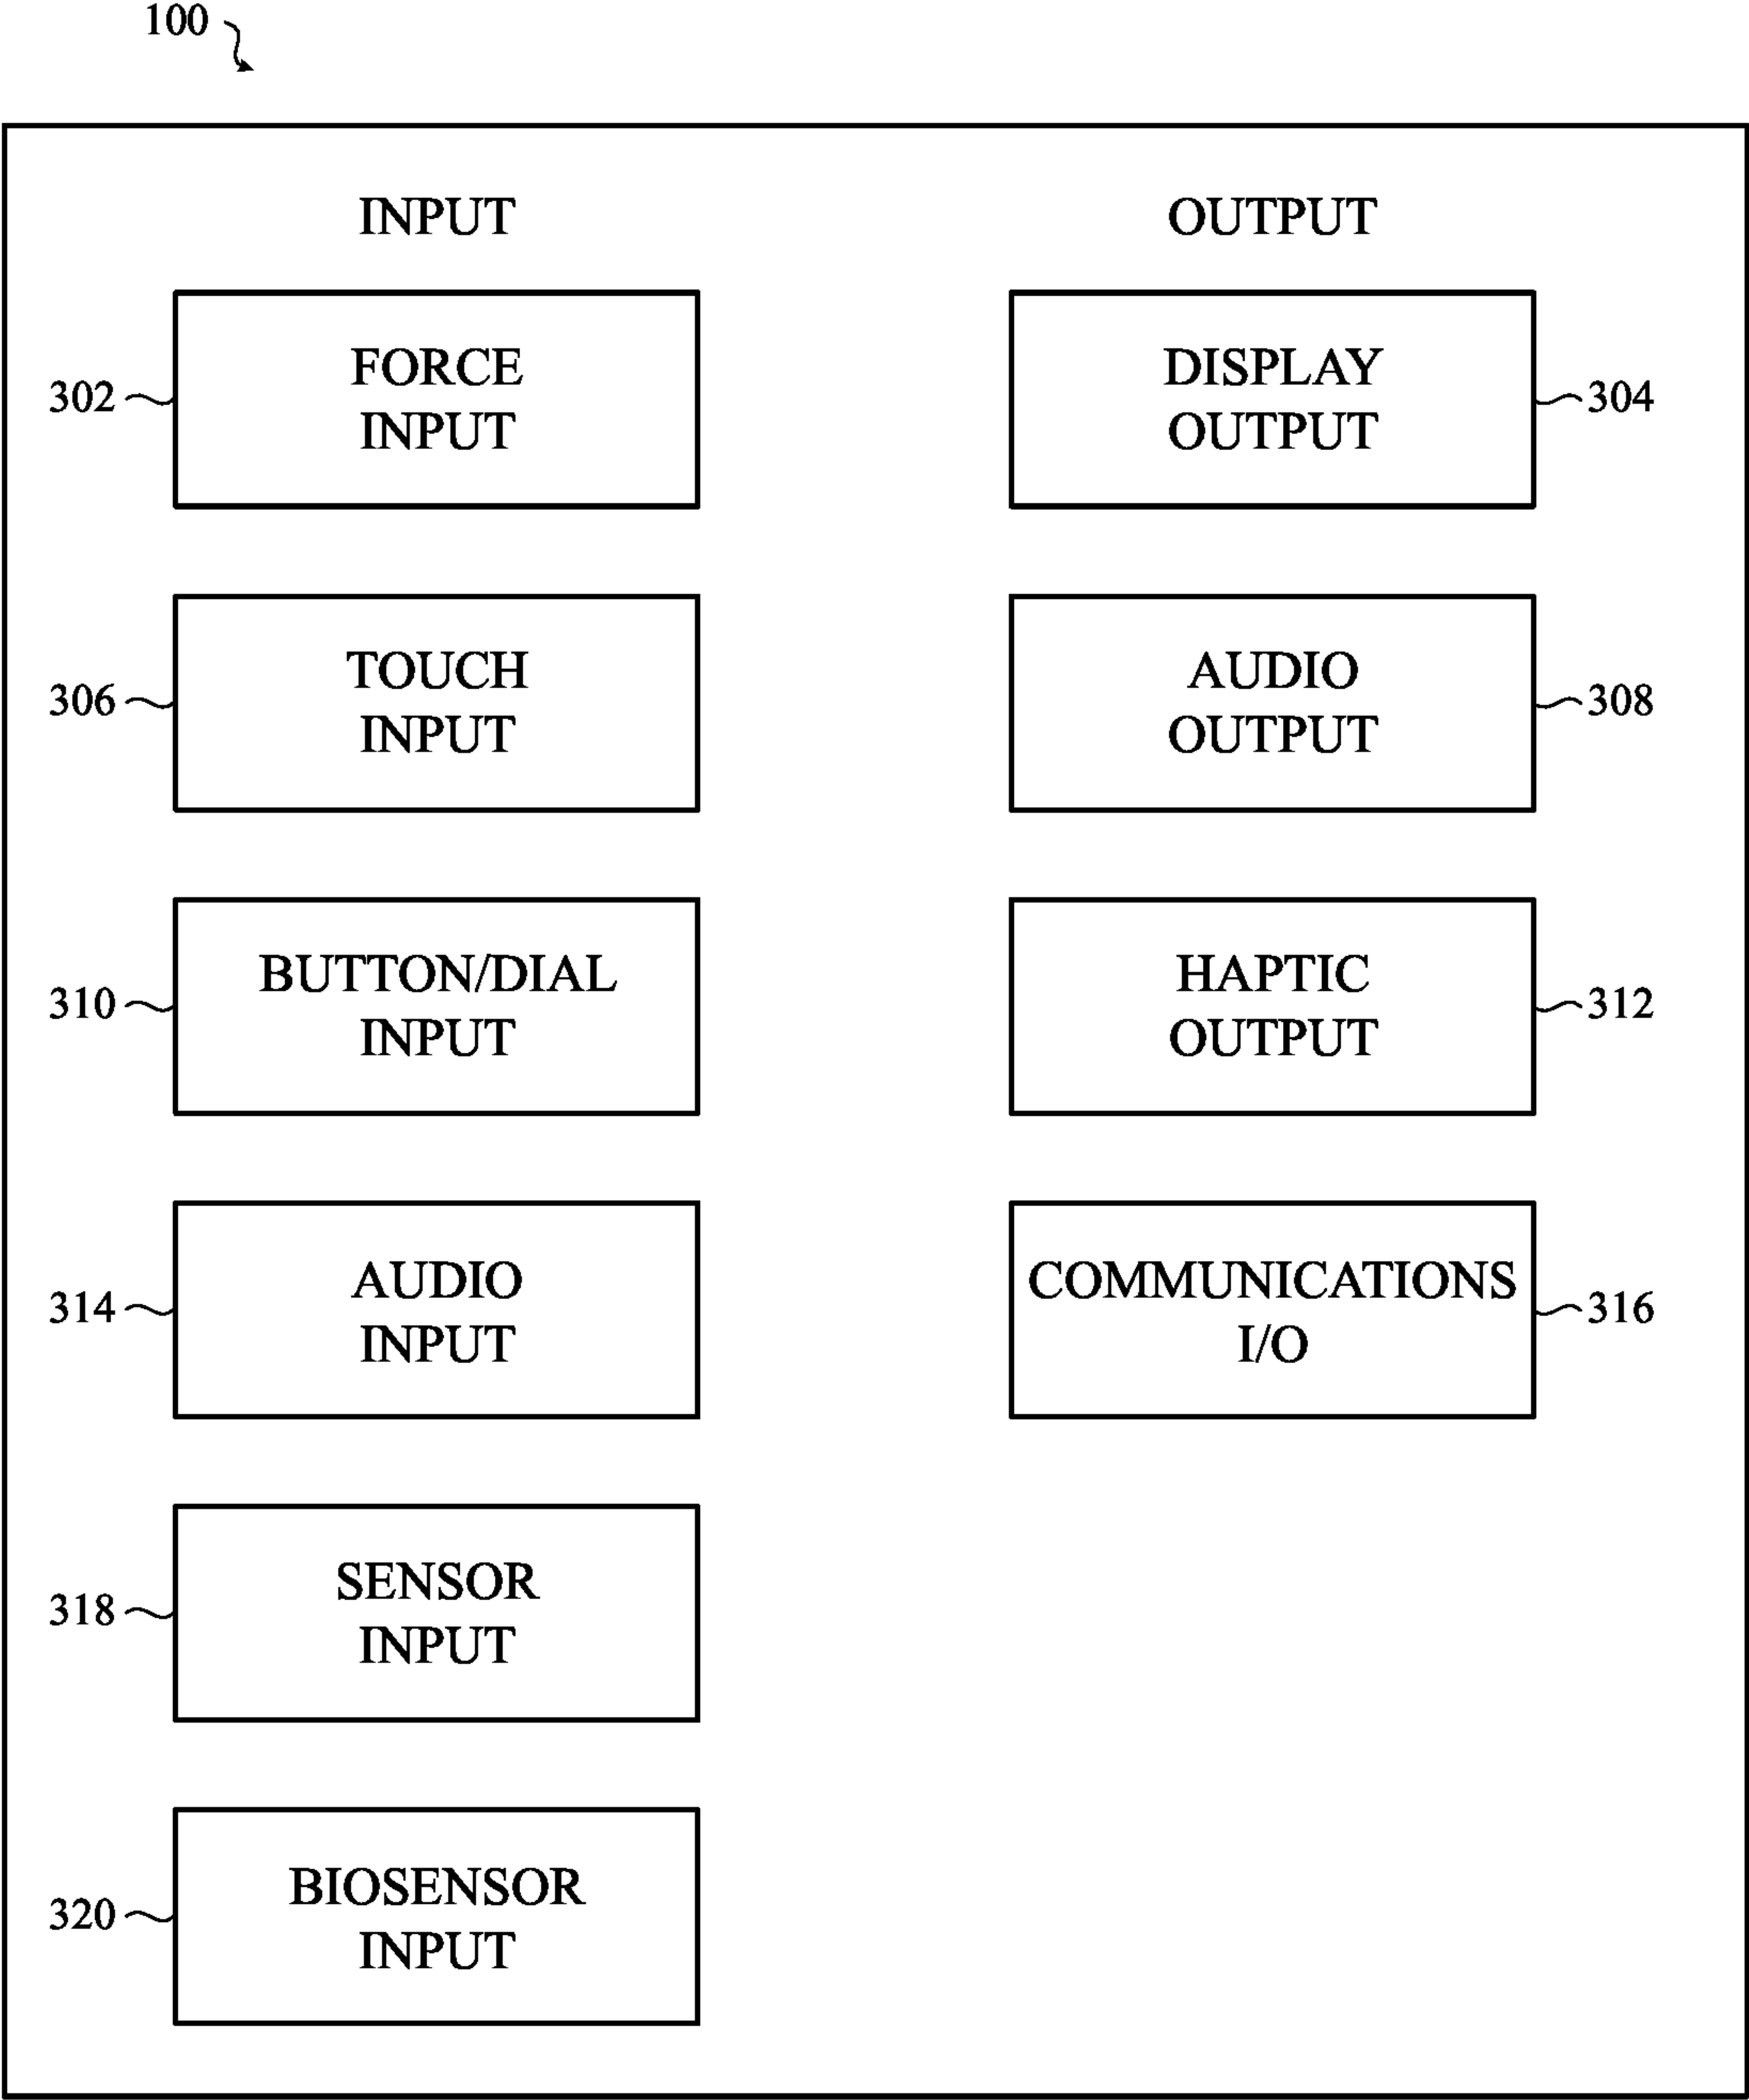 100
INPUT
OUTPUT
302
FORCE
INPUT
DISPLAY
OUTPUT
304
306
TOUCH
INPUT
AUDIO
OUTPUT
308
310
BUTTON/DIAL
INPUT
HAPTIC
OUTPUT
312
314
AUDIO
INPUT
COMMUNICATIONS
I/O
316
318
SENSOR
INPUT
320
BIOSENSOR
INPUT